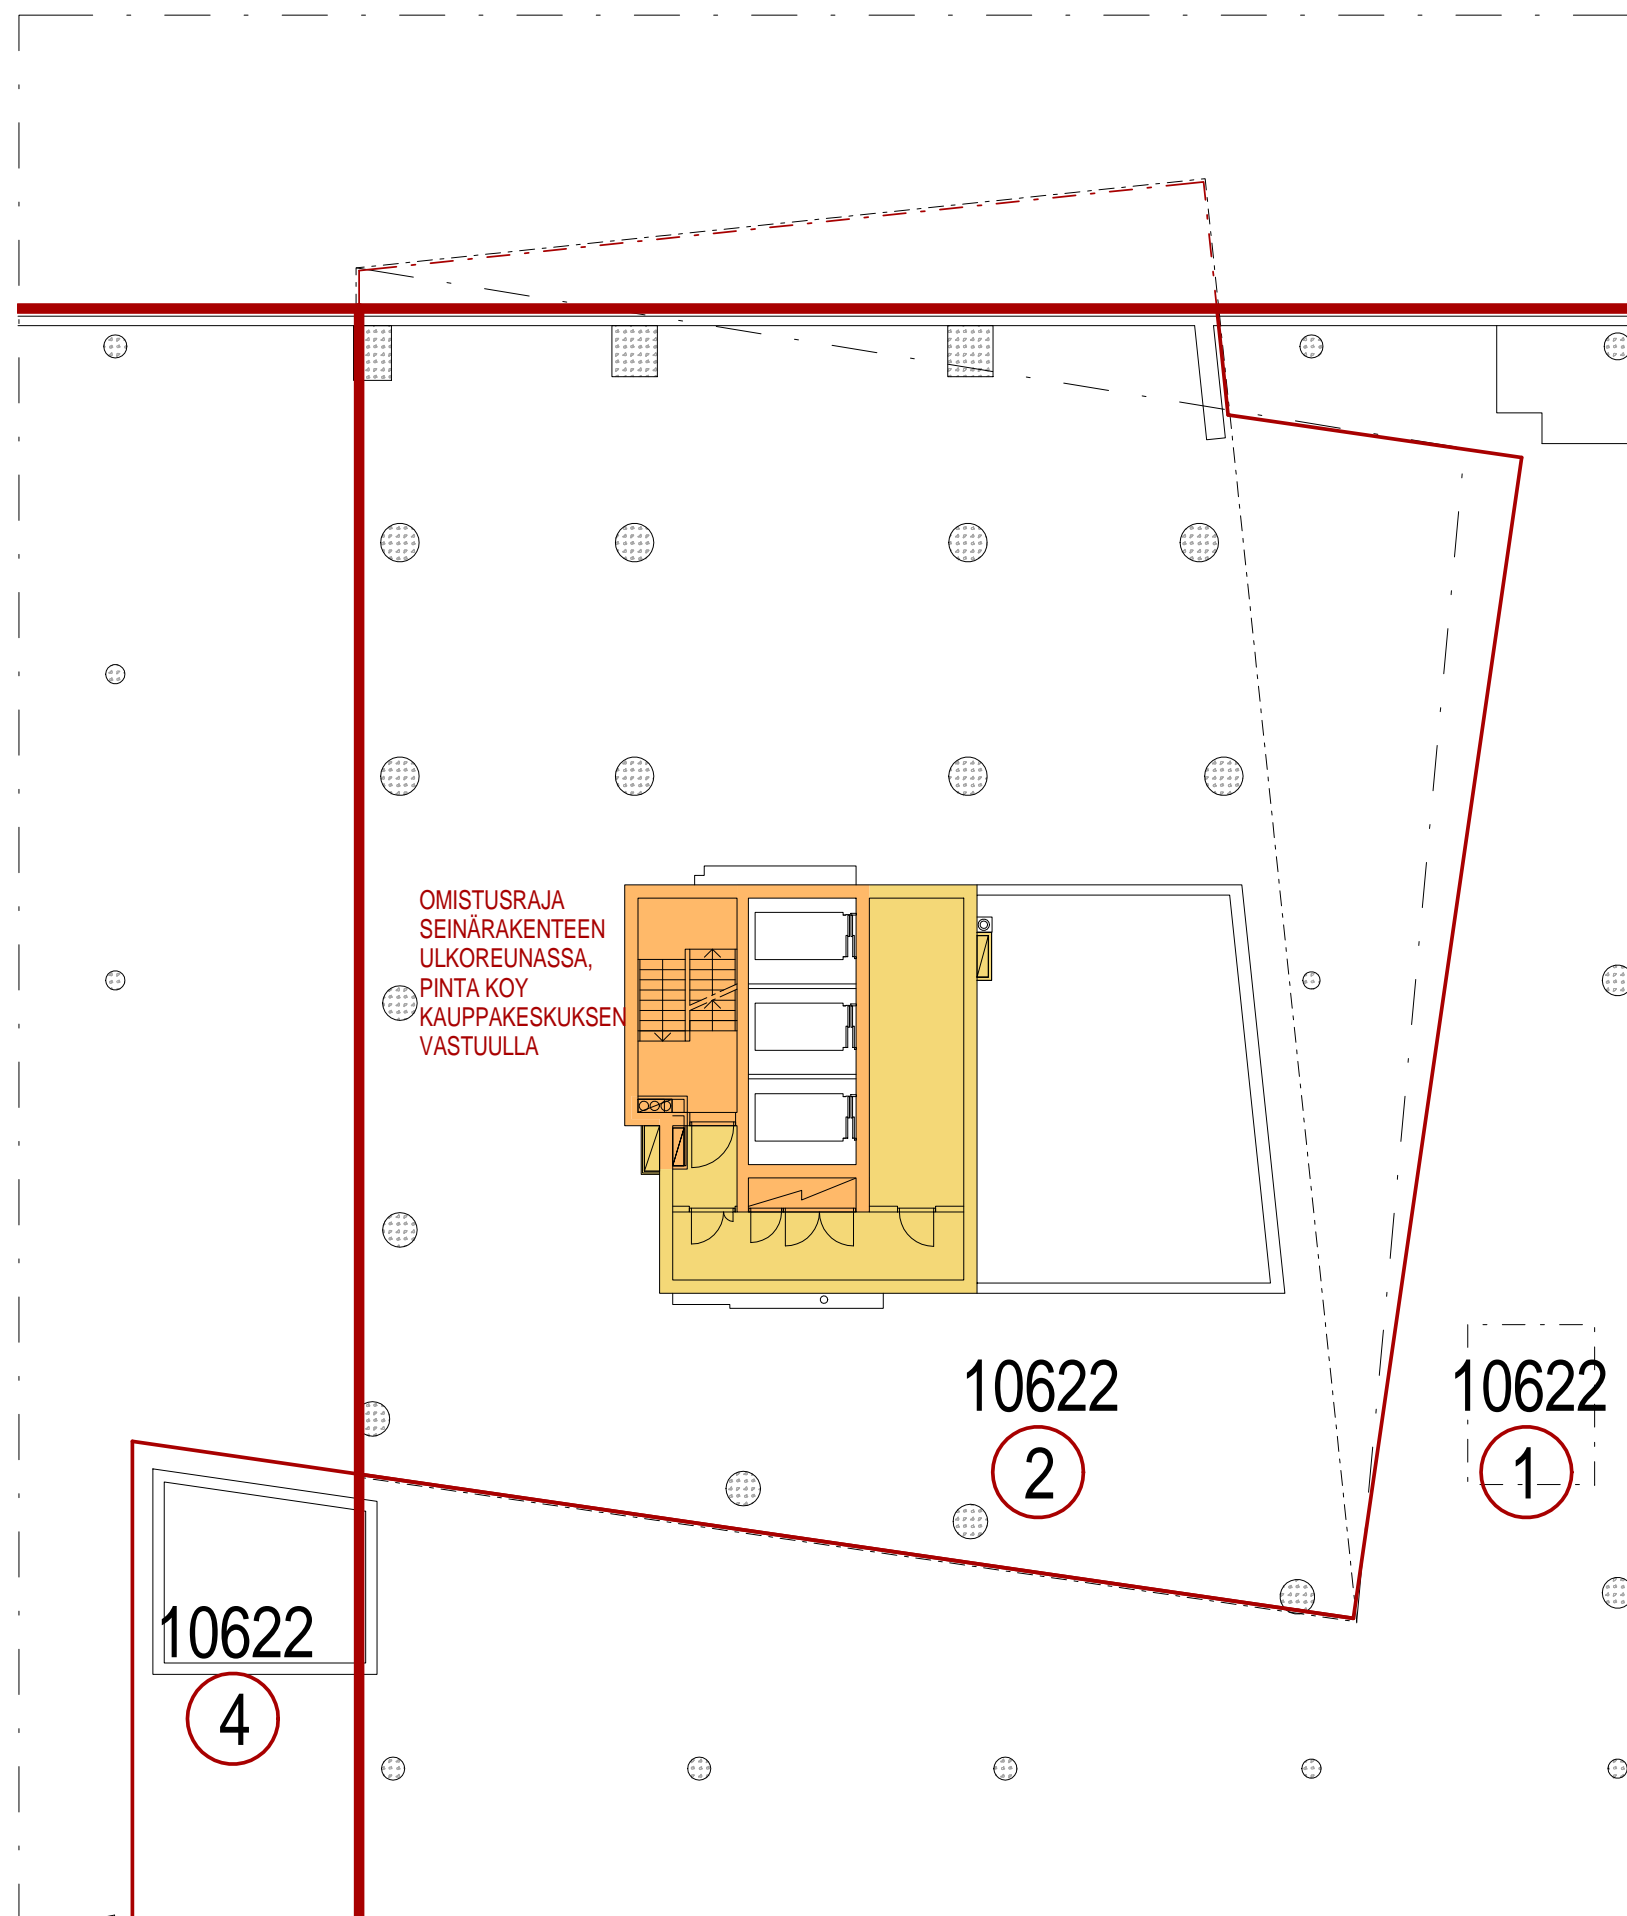 OMISTUSRAJA
SEINÄRAKENTEEN
ULKOREUNASSA,
PINTA KOY
KAUPPAKESKUKSEN
VASTUULLA
10622
2
10622
1
10622
4